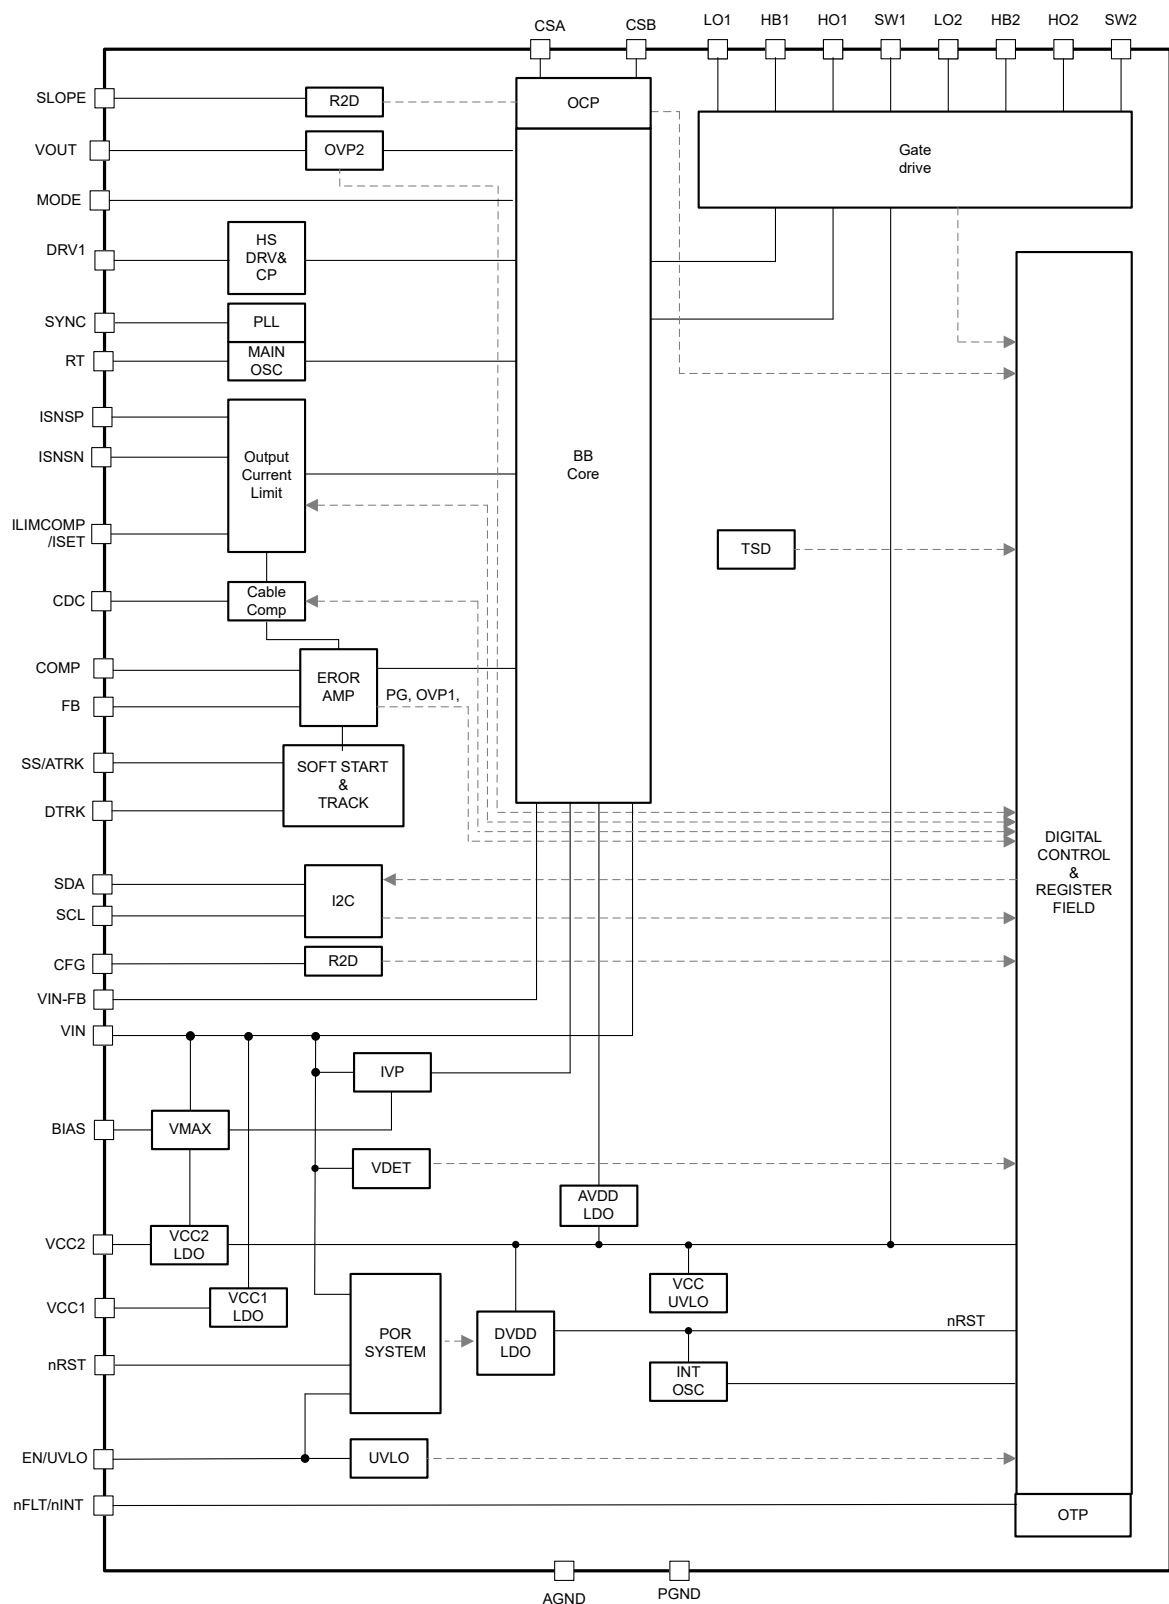 CSA
CSB
LO1
HB1
HO1
SW1
LO2
HB2
HO2
SW2
SLOPE
R2D
OCP
VOUT
OVP2
Gate
drive
MODE
DRV1
HS
DRV&
CP
SYNC
PLL
RT
MAIN
OSC
ISNSP
ISNSN
Output
Current
Limit
BB
Core
ILIMCOMP
/ISET
TSD
CDC
Cable
Comp
COMP
EROR
AMP
PG, OVP1,
FB
SS/ATRK
SOFT START
&
TRACK
DTRK
DIGITAL
CONTROL
&
REGISTER
FIELD
SDA
I2C
SCL
CFG
R2D
VIN-FB
VIN
IVP
BIAS
VMAX
VDET
AVDD
LDO
VCC2
VCC2
LDO
VCC
UVLO
VCC1
VCC1
LDO
POR
SYSTEM
DVDD
LDO
nRST
nRST
INT
OSC
EN/UVLO
UVLO
nFLT/nINT
OTP
AGND
PGND